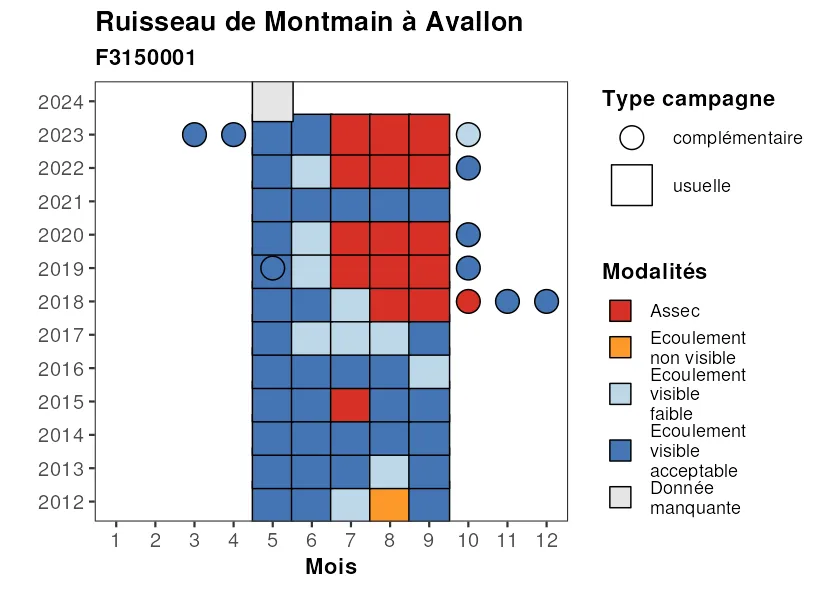 Ruisseau de Montmain à Avallon
F3150001
2024
2023
2022
2021
2020
2019
2018
2017
2016
2015
2014
2013
2012
1 2 3 4 5 6 7 8 9 10 11 12
Mois
Type campagne
complémentaire
usuelle
Modalités
Assec
Ecoulement
non visible
Ecoulement
visible
faible
Ecoulement
visible
acceptable
Donnée
manquante